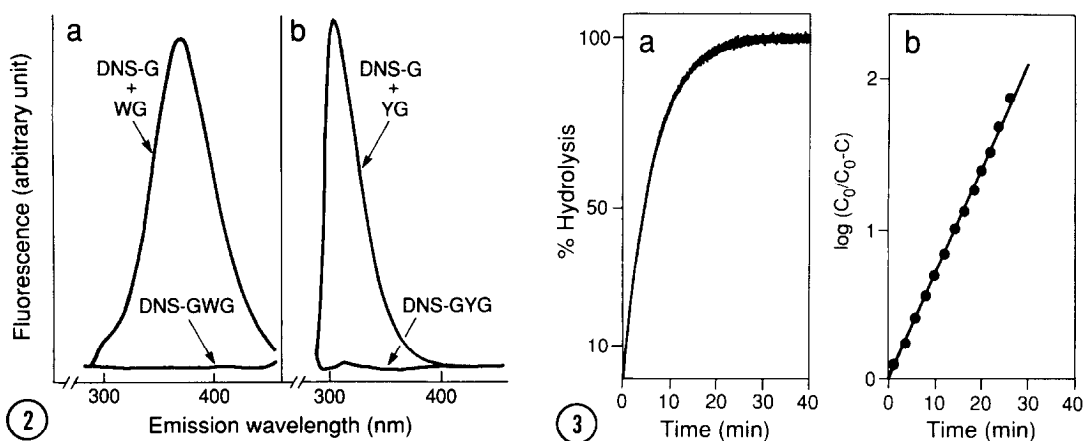 a
DNS-G
+
WG
DNS-GWG
b
DNS-G
+
YG
DNS-GYG
Fluorescence (arbitrary unit)
300
400
300
400
Emission wavelength (nm)
2
a
100
50
10
% Hydrolysis
0
10
20
30
40
Time (min)
3
b
2
1
0
log (C₀/C₀-C)
0
10
20
30
40
Time (min)